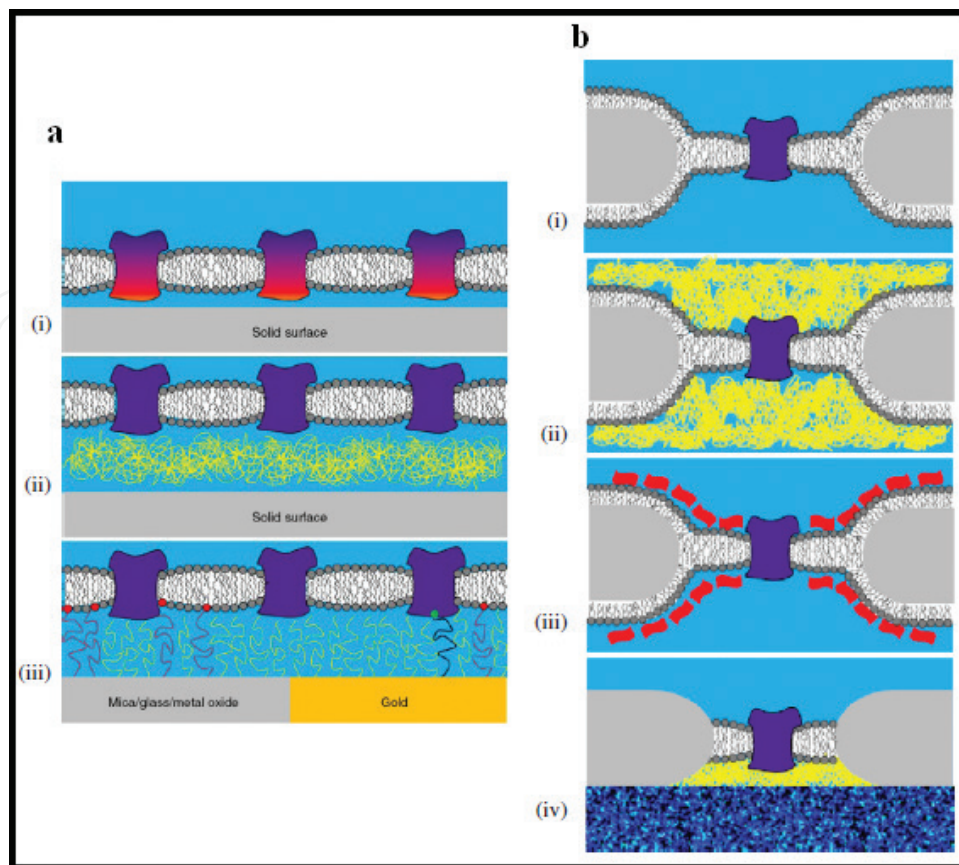 a
(i)
Solid surface
(ii)
Solid surface
(iii)
Mica/glass/metal oxide
Gold
b
(i)
(ii)
(iii)
(iv)